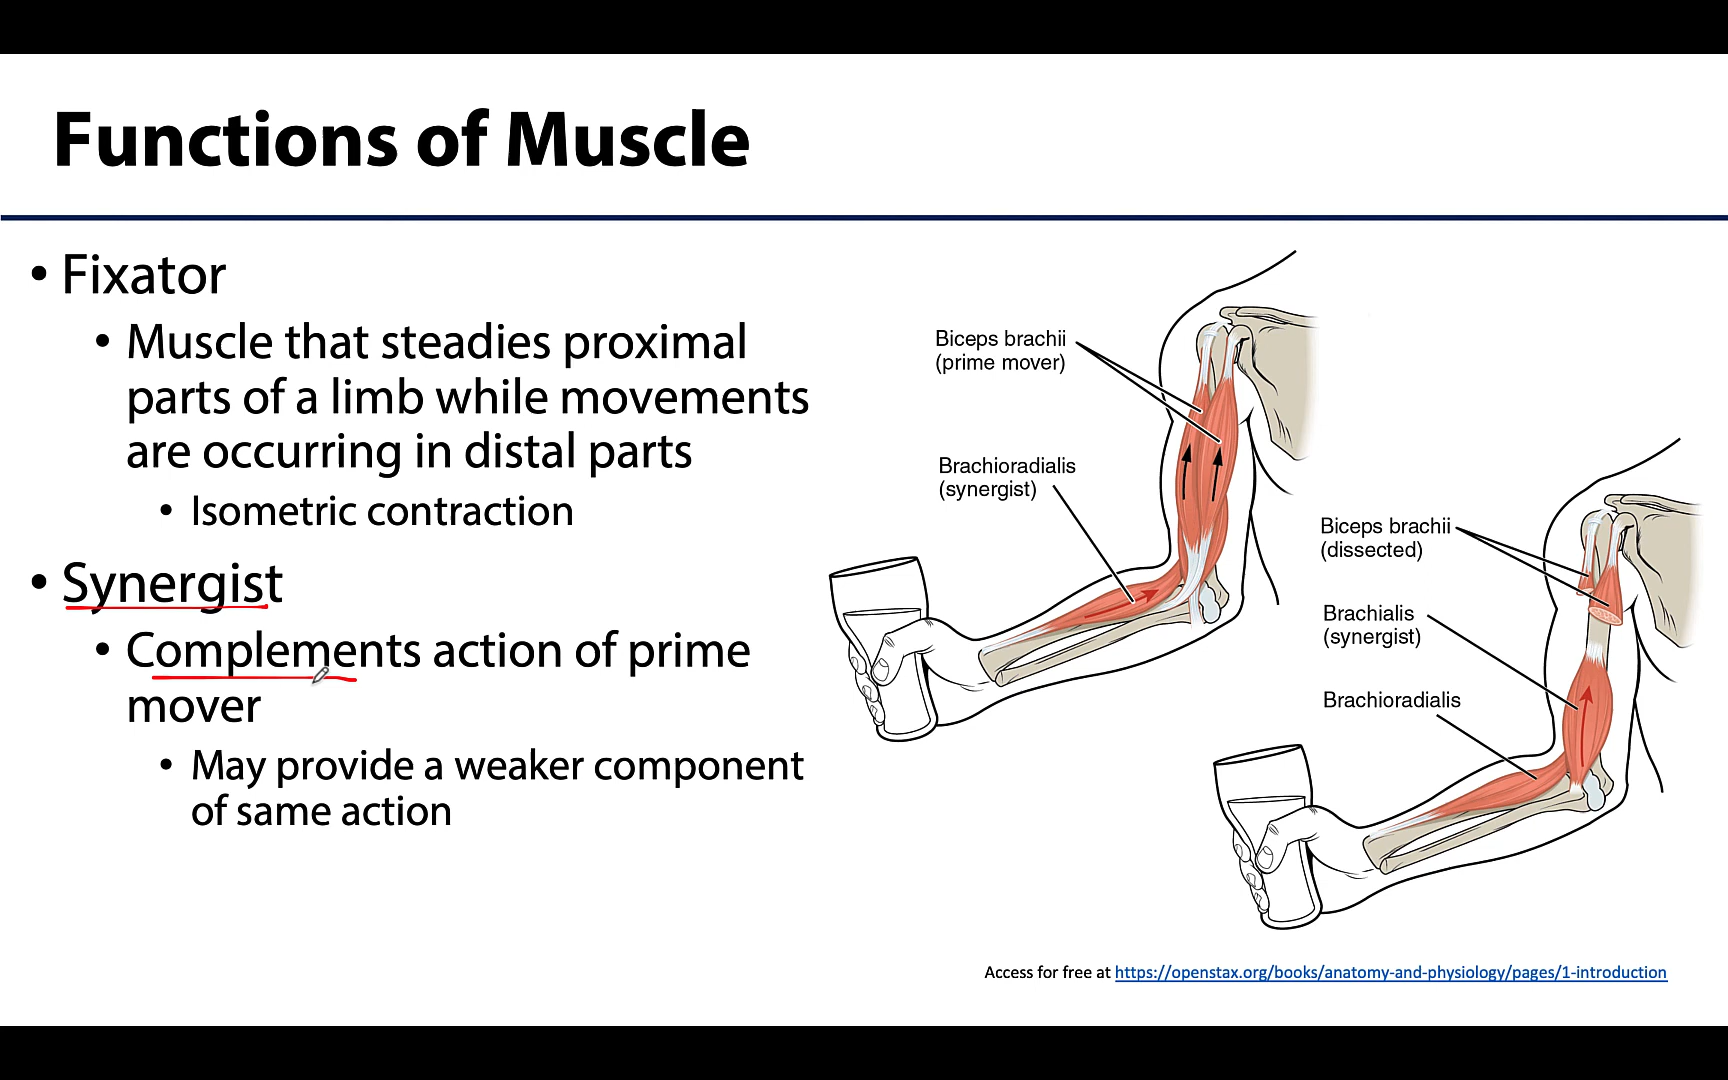 Functions of Muscle
• Fixator
• Muscle that steadies proximal
parts of a limb while movements
are occurring in distal parts
• Isometric contraction
• Synergist
• Complements action of prime
mover
• May provide a weaker component
of same action
Biceps brachii
(prime mover)
Brachioradialis
(synergist)
Biceps brachii
(dissected)
Brachialis
(synergist)
Brachioradialis
Access for free at https://openstax.org/books/anatomy-and-physiology/pages/1-introduction